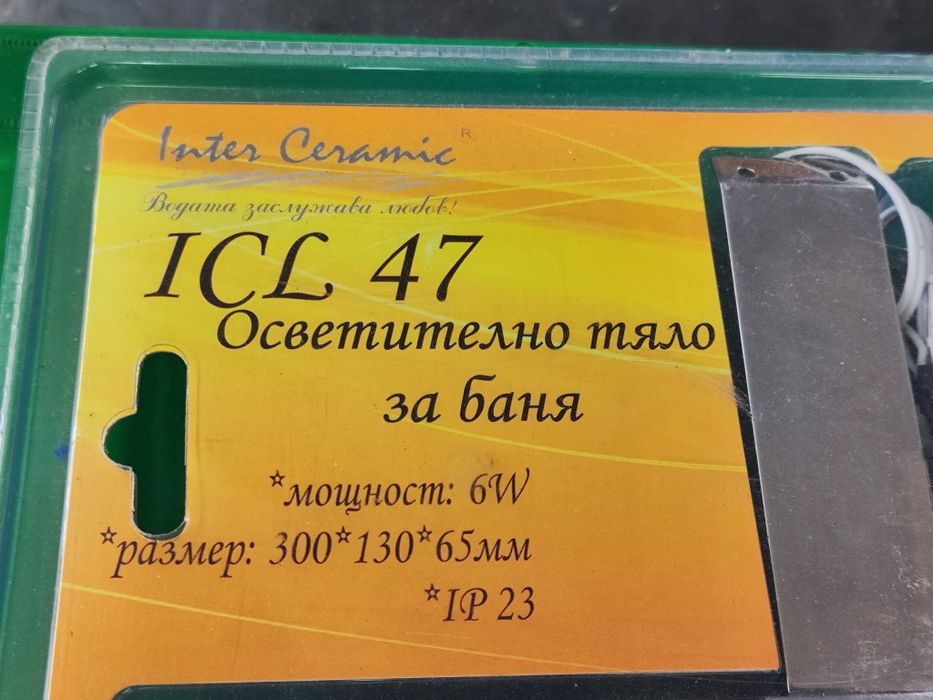 Inter Ceramic ®
Водата заслужава любов!
ICL 47
Осветително тяло
за баня
*мощност: 6W
*размер: 300*130*65мм
*IP 23